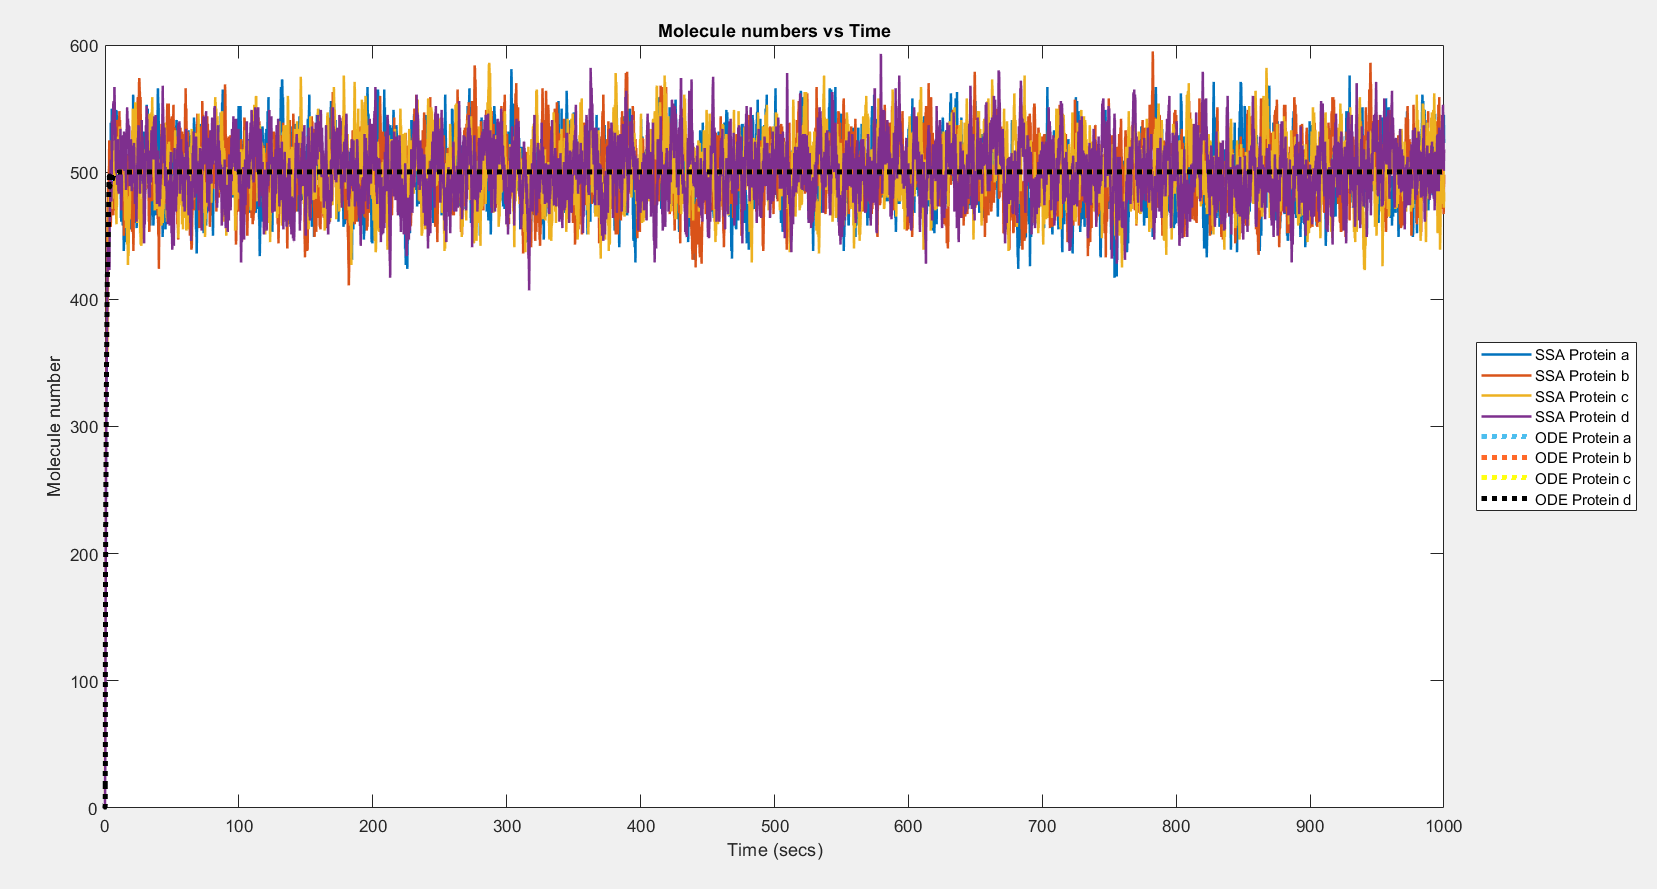 Molecule numbers vs Time
600
500
400
300
200
100
0
Molecule number
0 100 200 300 400 500 600 700 800 900 1000
Time (secs)
SSA Protein a
SSA Protein b
SSA Protein c
SSA Protein d
ODE Protein a
ODE Protein b
ODE Protein c
ODE Protein d